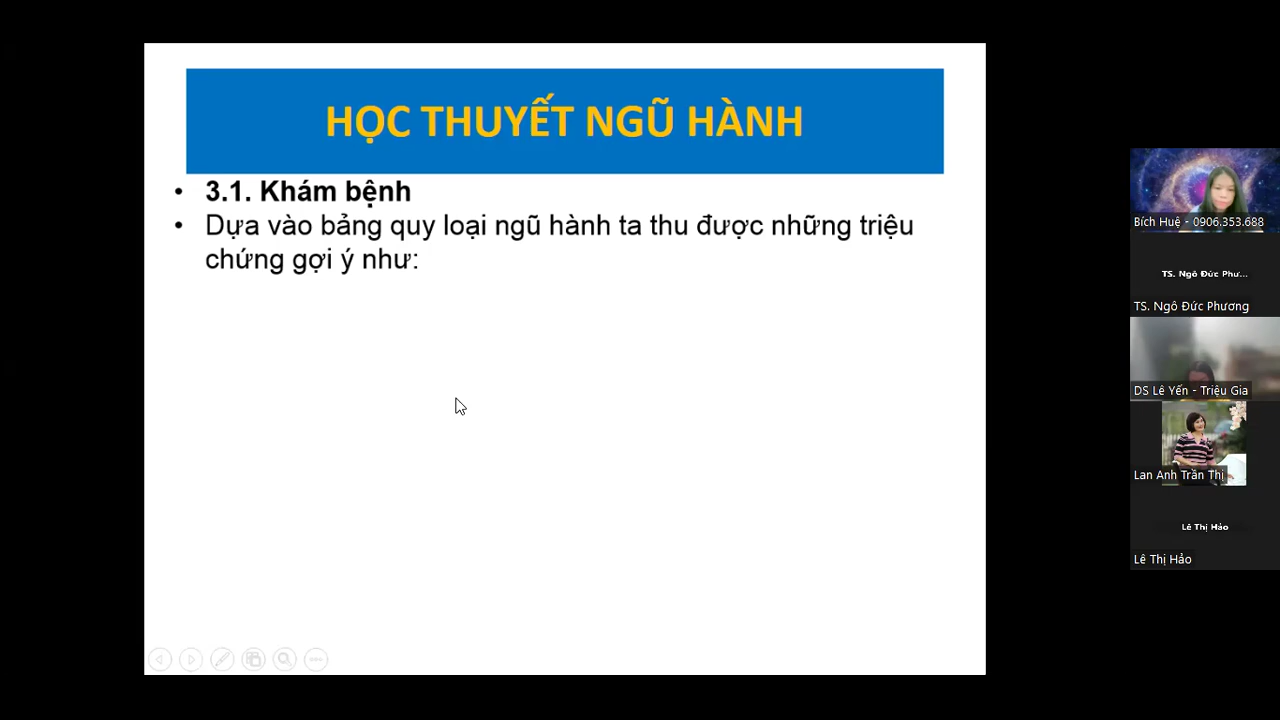 HỌC THUYẾT NGŨ HÀNH
• 3.1. Khám bệnh
• Dựa vào bảng quy loại ngũ hành ta thu được những triệu
chứng gợi ý như:
Bích Huệ - 0906.353.688
TS. Ngô Đức Phư...
TS. Ngô Đức Phương
DS Lê Yến - Triệu Gia
Lan Anh Trần Thị
Lê Thị Hảo
Lê Thị Hảo